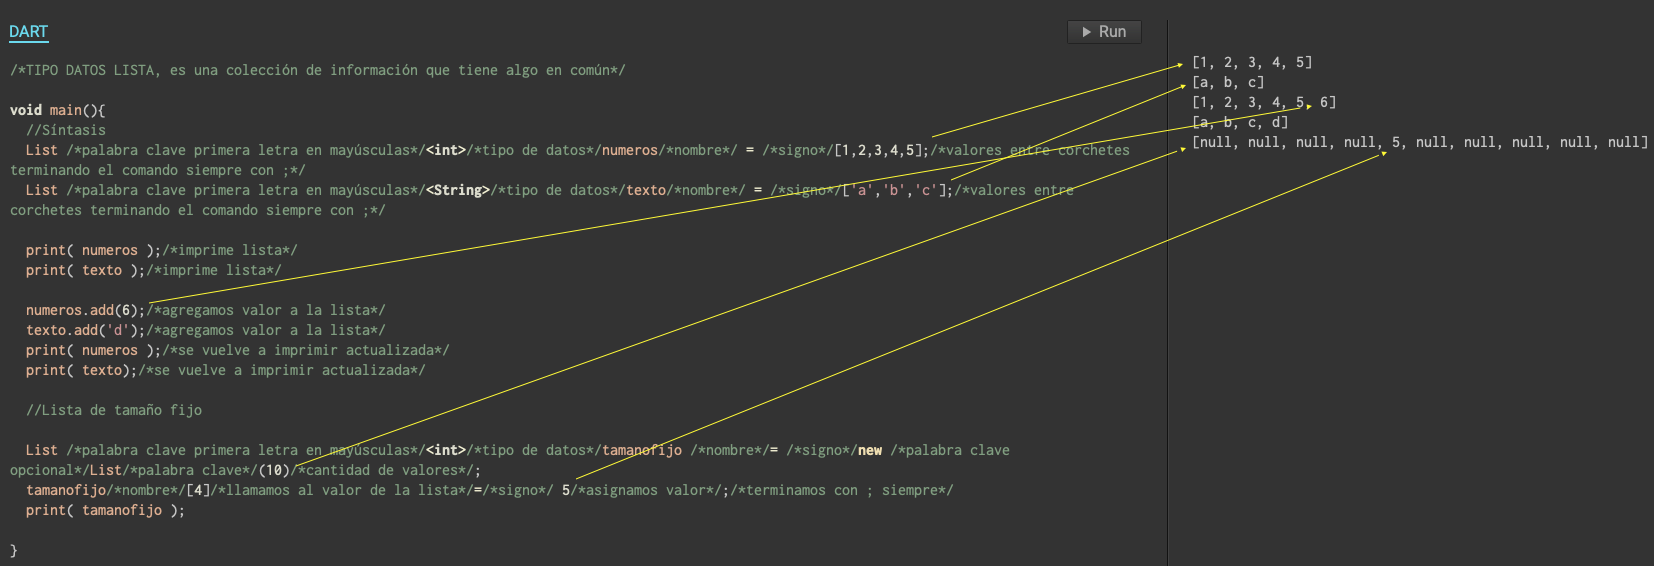 DART
Run
/*TIPO DATOS LISTA, es una colección de información que tiene algo en común*/
void main(){
//Síntasis
List /*palabra clave primera letra en mayúsculas*/<int>/*tipo de datos*/numeros/*nombre*/ = /*signo*/[1,2,3,4,5];/*valores entre corchetes
terminando el comando siempre con ;*/
List /*palabra clave primera letra en mayúsculas*/<String>/*tipo de datos*/texto/*nombre*/ = /*signo*/['a','b','c'];/*valores entre
corchetes terminando el comando siempre con ;*/
print( numeros );/*imprime lista*/
print( texto );/*imprime lista*/
numeros.add(6);/*agregamos valor a la lista*/
texto.add('d');/*agregamos valor a la lista*/
print( numeros );/*se vuelve a imprimir actualizada*/
print( texto);/*se vuelve a imprimir actualizada*/
//Lista de tamaño fijo
List /*palabra clave primera letra en mayúsculas*/<int>/*tipo de datos*/tamanofijo /*nombre*/= /*signo*/new /*palabra clave
opcional*/List/*palabra clave*/(10)/*cantidad de valores*/;
tamanofijo/*nombre*/[4]/*llamamos al valor de la lista*/=/*signo*/ 5/*asignamos valor*/;/*terminamos con ; siempre*/
print( tamanofijo );
}
[1, 2, 3, 4, 5]
[a, b, c]
[1, 2, 3, 4, 5, 6]
[a, b, c, d]
[null, null, null, null, 5, null, null, null, null, null]